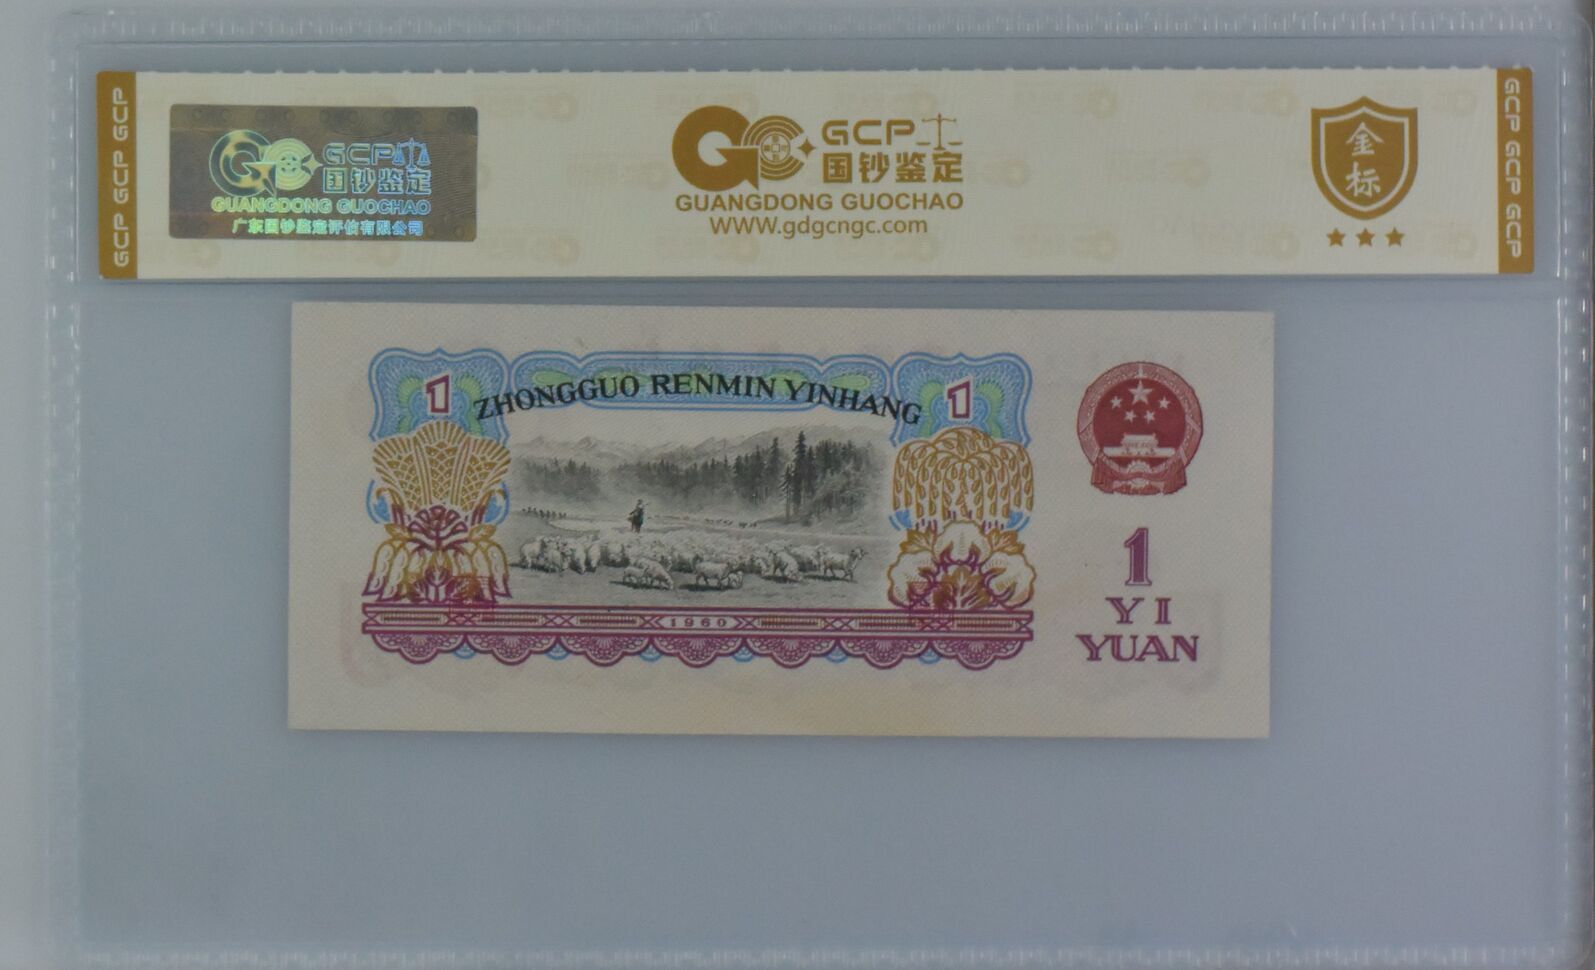 GCP GCP GCP
GCP
国钞鉴定
GUANGDONG GUOCHAO
广东国钞鉴定评估有限公司
GCP
国钞鉴定
GUANGDONG GUOCHAO
WWW.gdgcngc.com
金
标
GCP GCP GCP
1
ZHONGGUO RENMIN YINHANG
1
1960
1
YI
YUAN